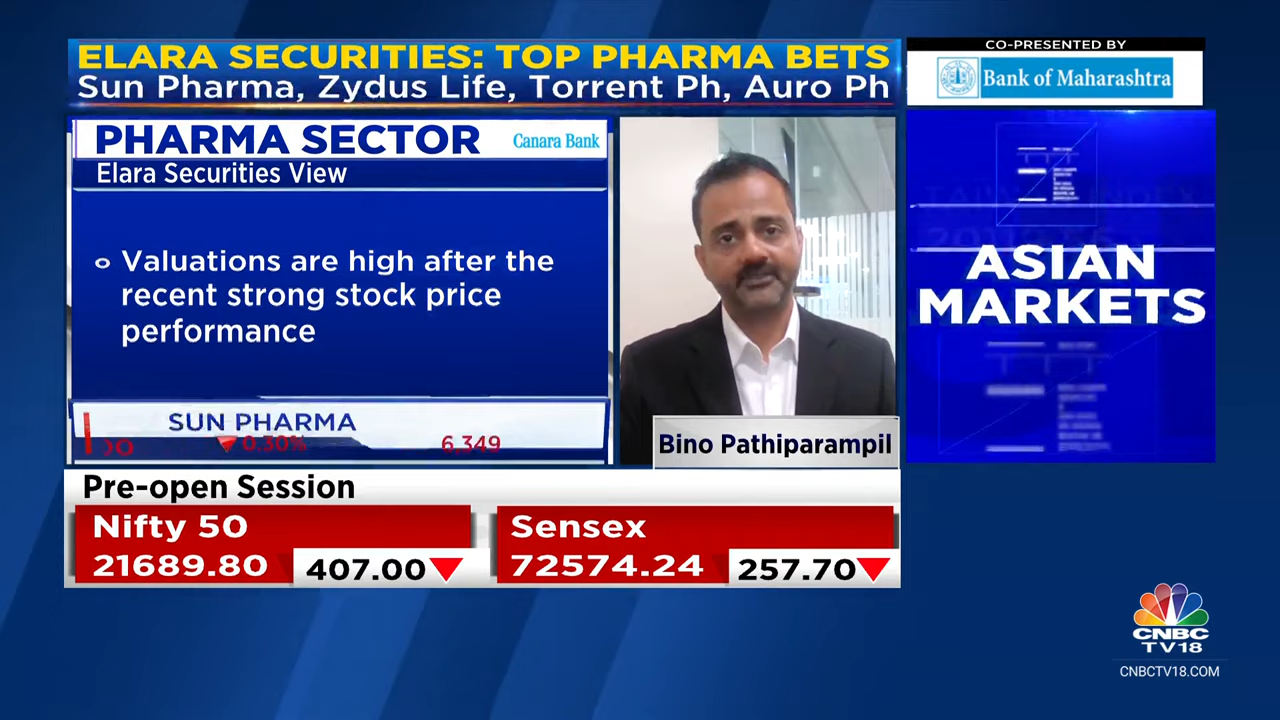 ELARA SECURITIES: TOP PHARMA BETS
Sun Pharma, Zydus Life, Torrent Ph, Auro Ph
CO-PRESENTED BY
Bank of Maharashtra
PHARMA SECTOR
Canara Bank
Elara Securities View
Valuations are high after the
recent strong stock price
performance
SUN PHARMA
0.30%
6,349
Bino Pathiparampil
ASIAN
MARKETS
Pre-open Session
Nifty 50
21689.80
407.00
Sensex
72574.24
257.70
CNBC
TV18
CNBCTV18.COM